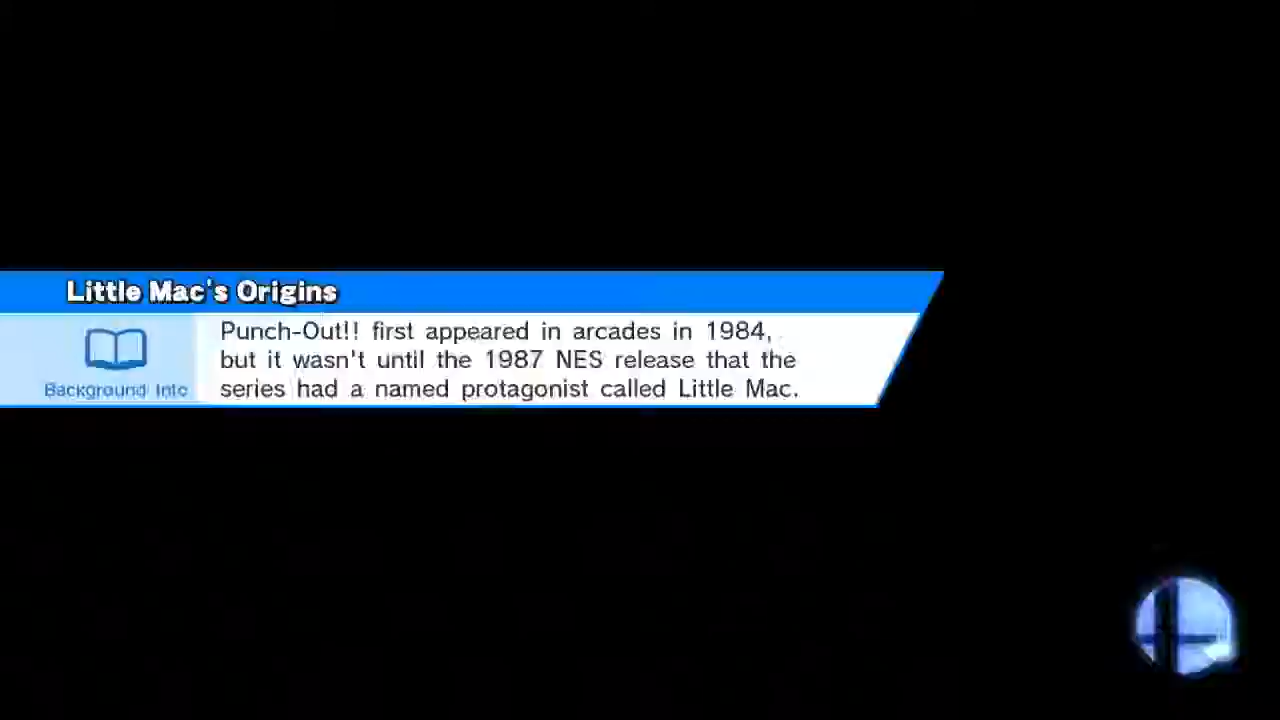 Little Mac's Origins
Punch-Out!! first appeared in arcades in 1984,
but it wasn't until the 1987 NES release that the
series had a named protagonist called Little Mac.
Background Info